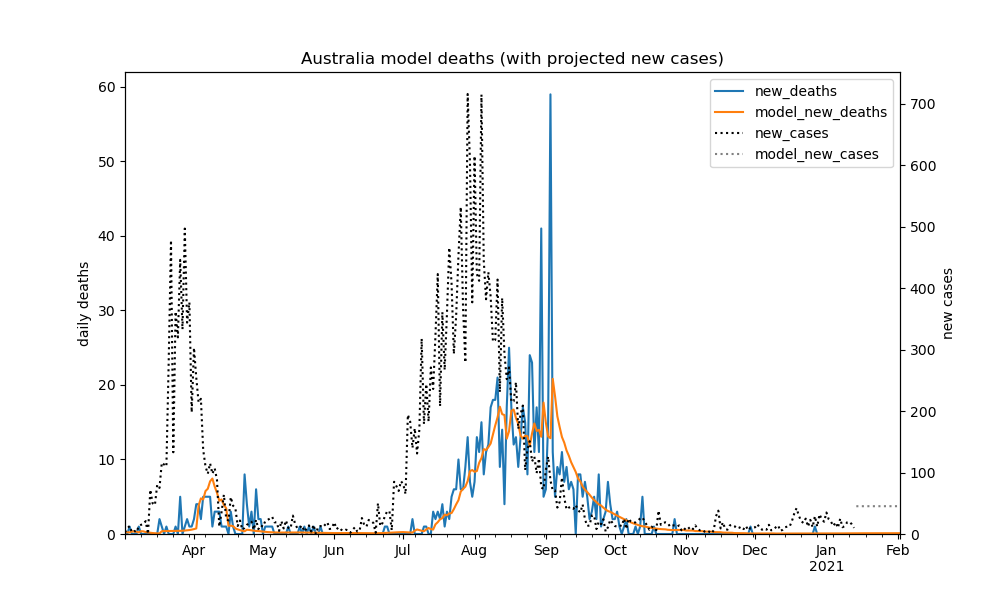 Australia model deaths (with projected new cases)
new_deaths
model_new_deaths
new_cases
model_new_cases
daily deaths
new cases
60
50
40
30
20
10
0
700
600
500
400
300
200
100
0
Apr May Jun Jul Aug Sep Oct Nov Dec Jan Feb
2021